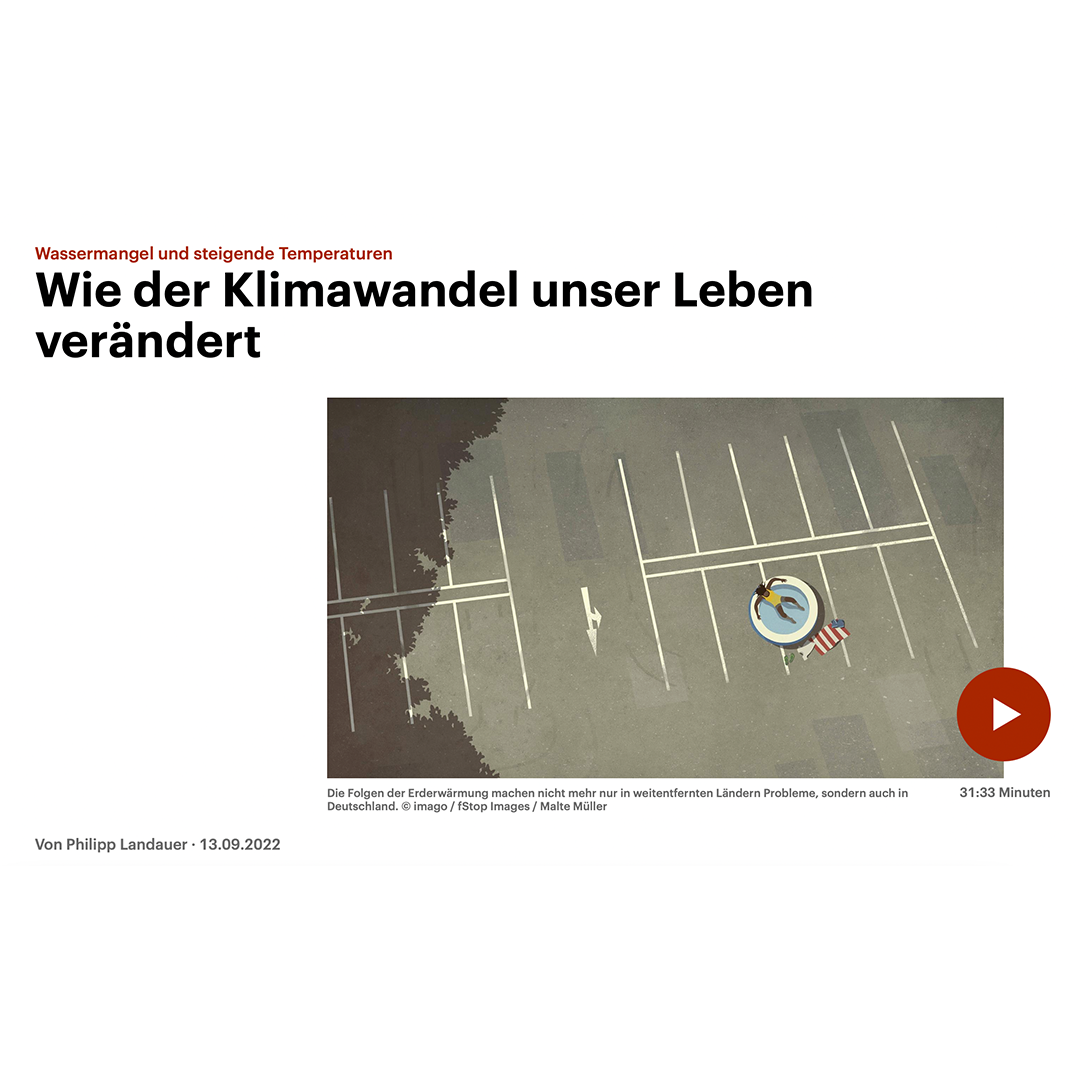 Wassermangel und steigende Temperaturen
Wie der Klimawandel unser Leben
verändert
Die Folgen der Erderwärmung machen nicht mehr nur in weitentfernten Ländern Probleme, sondern auch in
Deutschland. © imago / fStop Images / Malte Müller
31:33 Minuten
Von Philipp Landauer · 13.09.2022